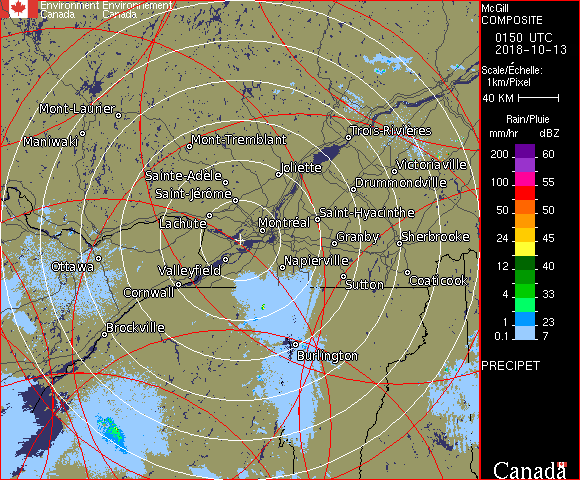 Environment Environnement
Canada Canada
McGill
COMPOSITE
0150 UTC
2018-10-13
Scale/Échelle:
1km/Pixel
40 KM
Rain/Pluie
mm/hr dBZ
200 60
100 55
50 50
24 45
12 40
4 33
1 23
0.1 7
PRECIPET
Canada
Mont-Laurier
Maniwaki
Mont-Tremblant
Trois-Rivières
Joliette
Victoriaville
Sainte-Adèle
Drummondville
Saint-Jérôme
Saint-Hyacinthe
Lachute
Montréal
Granby
Sherbrooke
Ottawa
Valleyfield
Napierville
Cornwall
Sutton
Coaticook
Brockville
Burlington